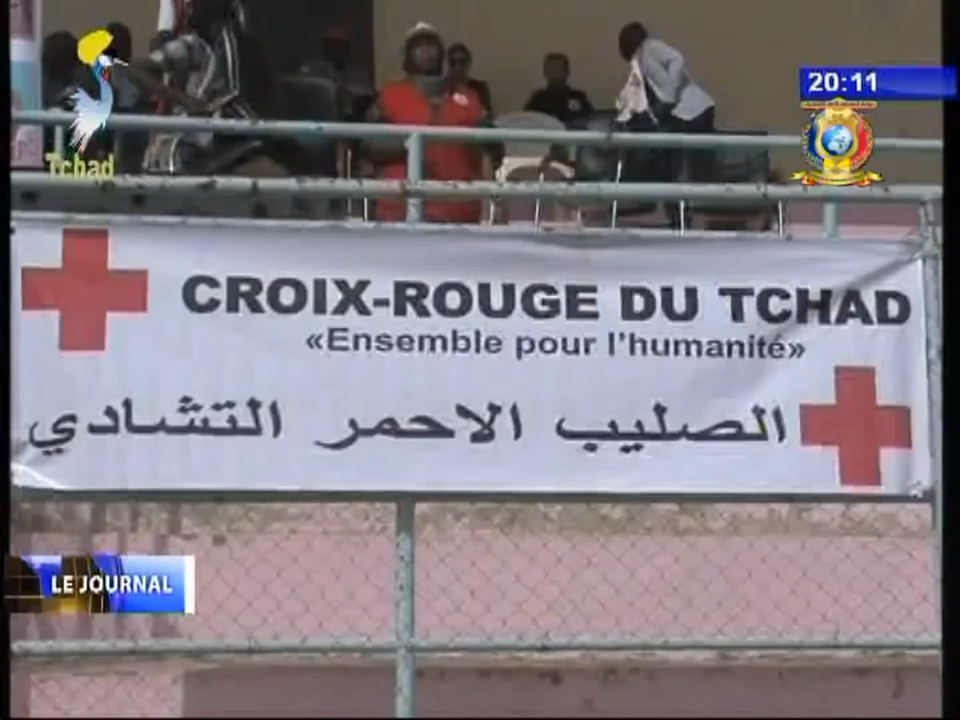 20:11
Tchad
CROIX-ROUGE DU TCHAD
«Ensemble pour l'humanité»
الصليب الاحمر التشادي
LE JOURNAL